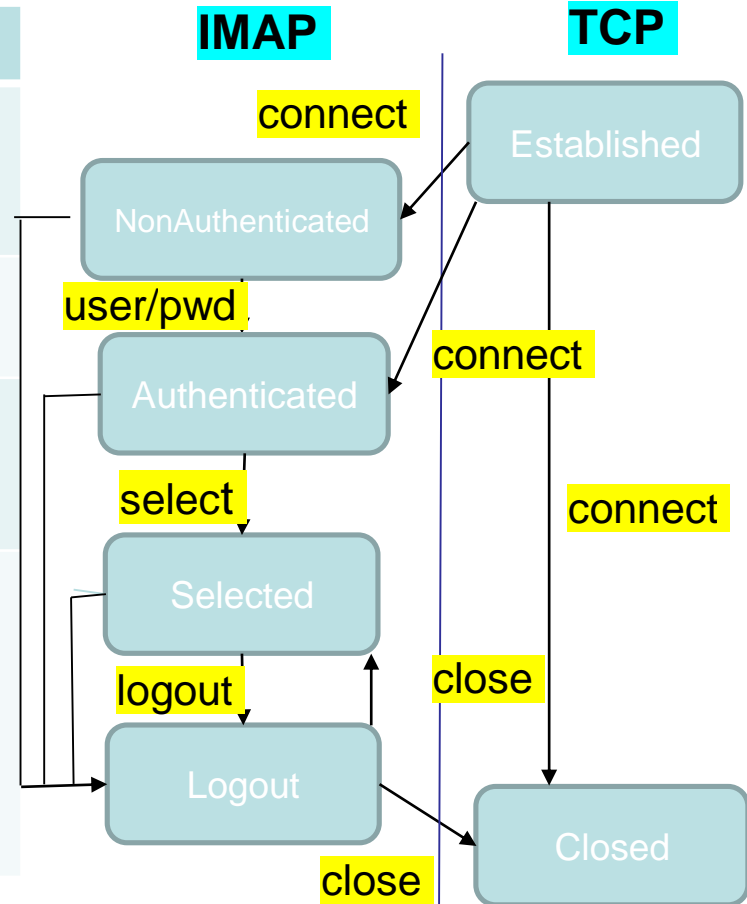 IMAP
TCP
connect
Established
NonAuthenticated
user/pwd
connect
Authenticated
select
connect
Selected
close
logout
Logout
Closed
close